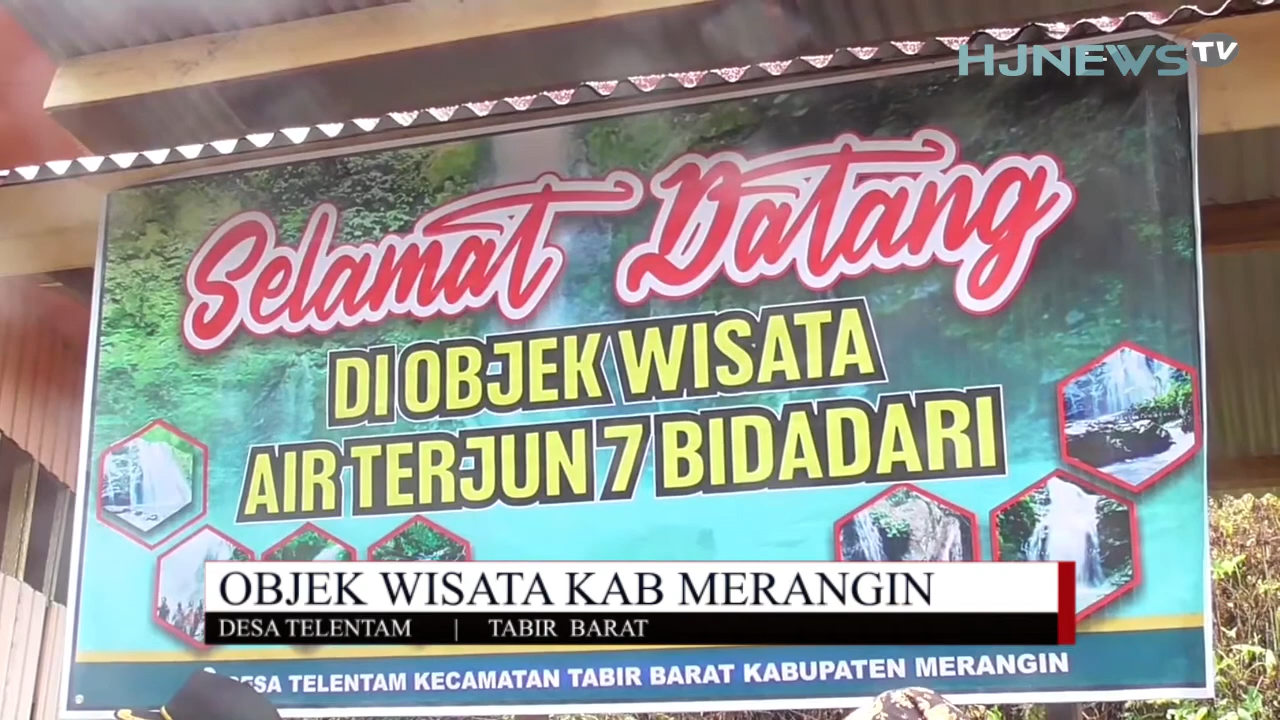 HJNEWS TV
Selamat Datang
DI OBJEK WISATA
AIR TERJUN 7 BIDADARI
OBJEK WISATA KAB MERANGIN
DESA TELENTAM | TABIR BARAT
DESA TELENTAM KECAMATAN TABIR BARAT KABUPATEN MERANGIN